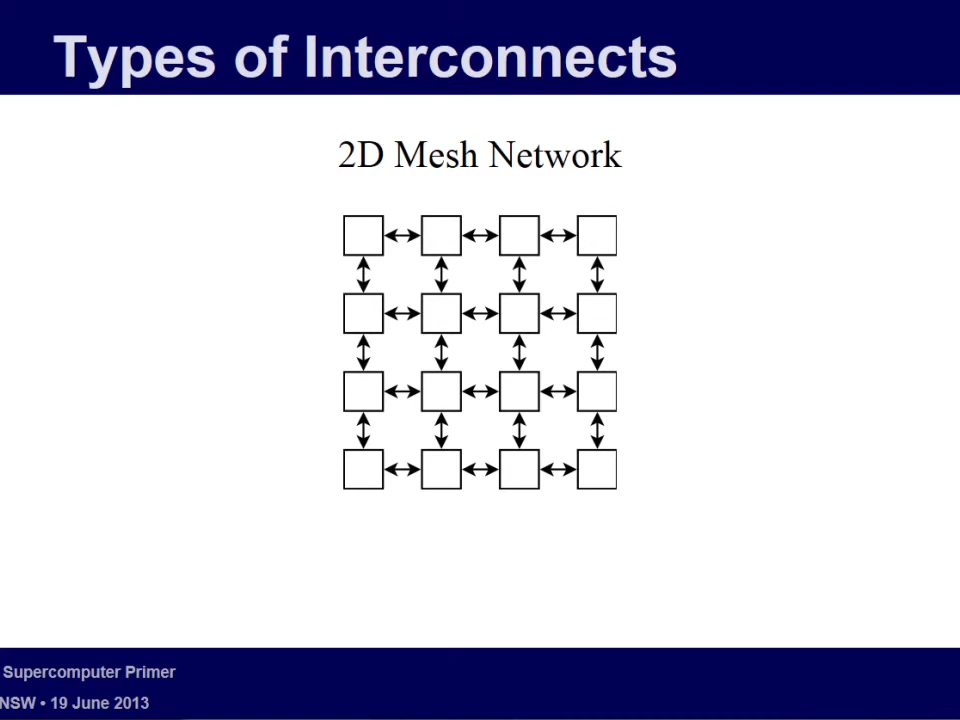 Types of Interconnects
2D Mesh Network
Supercomputer Primer
NSW • 19 June 2013